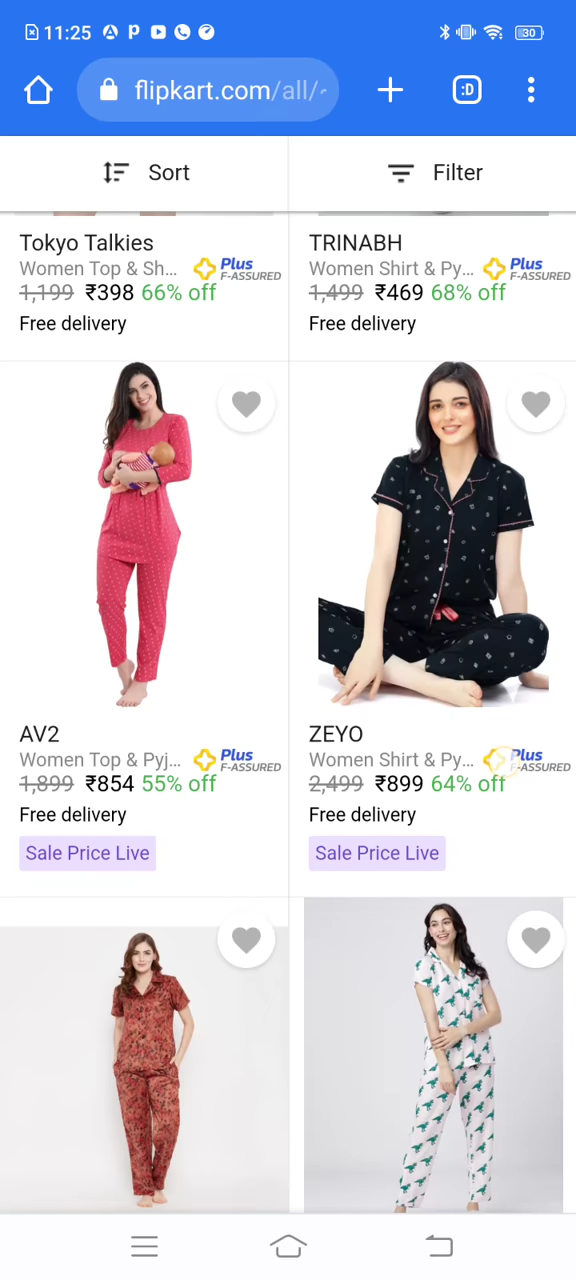 11:25
30
flipkart.com/all/
:D
Sort
Filter
Tokyo Talkies
Women Top & Sh...
Plus
F-ASSURED
1,199 ₹398 66% off
Free delivery
TRINABH
Women Shirt & Py...
Plus
F-ASSURED
1,499 ₹469 68% off
Free delivery
AV2
Women Top & Pyj...
Plus
F-ASSURED
1,899 ₹854 55% off
Free delivery
Sale Price Live
ZEYO
Women Shirt & Py...
Plus
F-ASSURED
2,499 ₹899 64% off
Free delivery
Sale Price Live